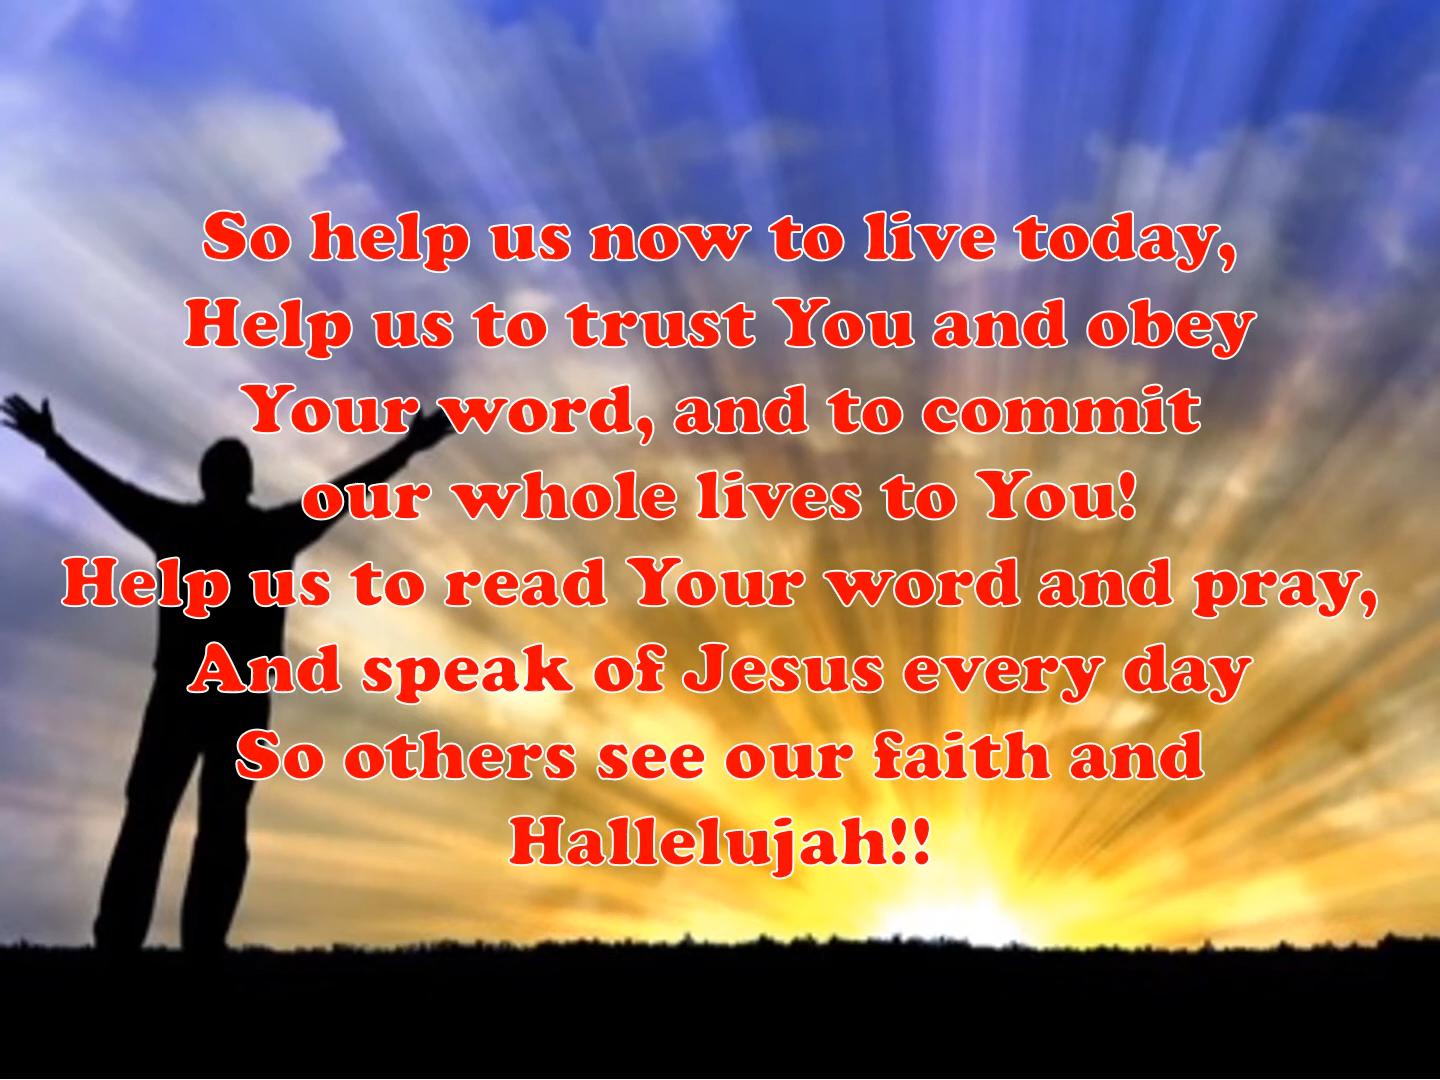 So help us now to live today,
Help us to trust You and obey
Your word, and to commit
our whole lives to You!
Help us to read Your word and pray,
And speak of Jesus every day
So others see our faith and
Hallelujah!!